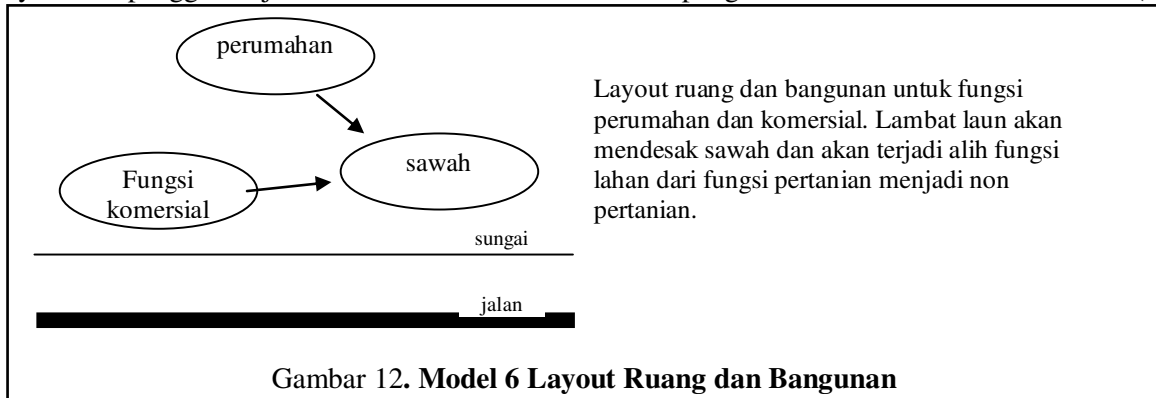 perumahan
Layout ruang dan bangunan untuk fungsi
perumahan dan komersial. Lambat laun akan
mendesak sawah dan akan terjadi alih fungsi
lahan dari fungsi pertanian menjadi non
pertanian.
sawah
Fungsi
komersial
sungai
jalan
Gambar 12. Model 6 Layout Ruang dan Bangunan